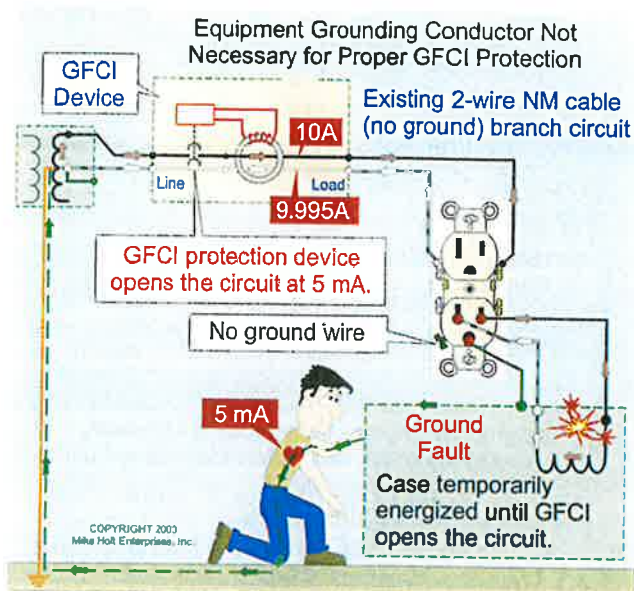 Equipment Grounding Conductor Not
Necessary for Proper GFCI Protection
GFCI
Device
Existing 2-wire NM cable
(no ground) branch circuit
10A
Line
Load
9.995A
GFCI protection device
opens the circuit at 5 mA.
No ground wire
5 mA
Ground
Fault
Case temporarily
energized until GFCI
opens the circuit.
COPYRIGHT 2003
Mike Holt Enterprises, Inc.